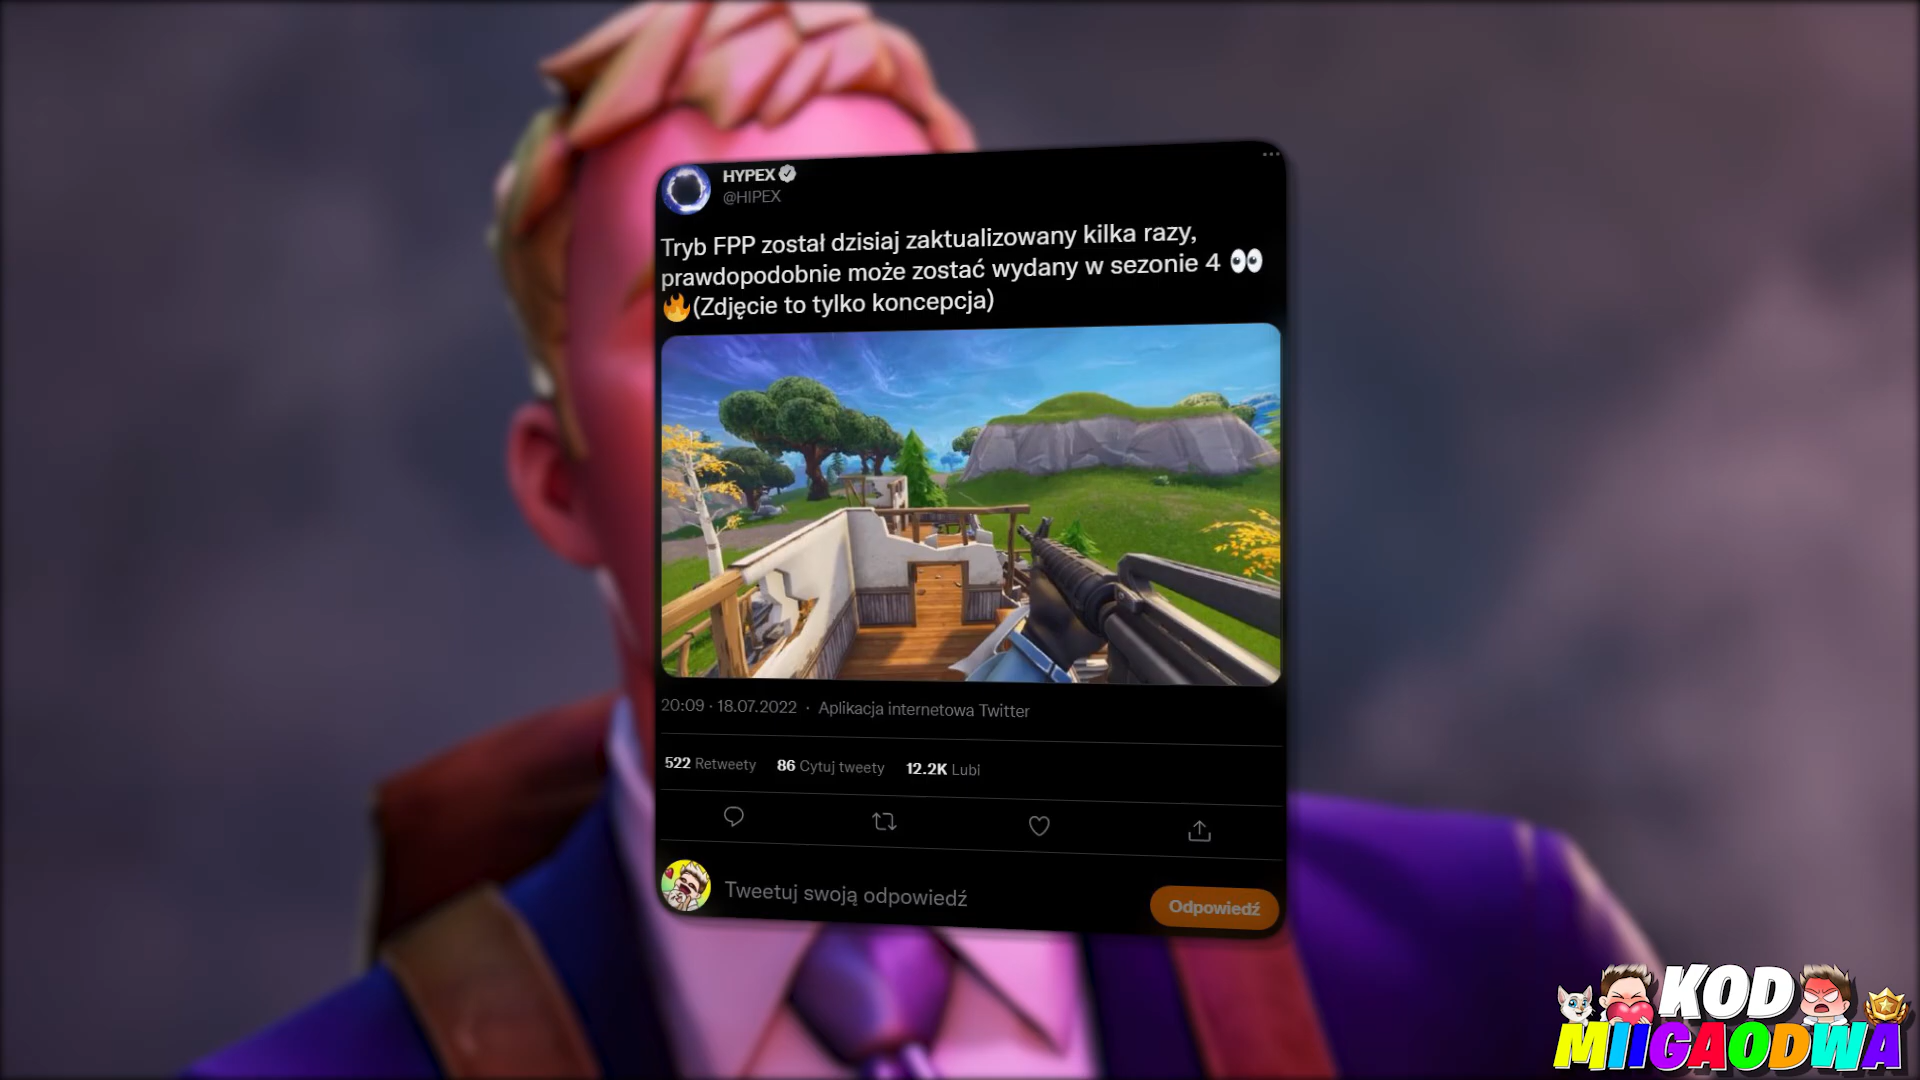 HYPEX
@HIPEX
Tryb FPP został dzisiaj zaktualizowany kilka razy,
prawdopodobnie może zostać wydany w sezonie 4 👀
🔥(Zdjęcie to tylko koncepcja)
20:09 · 18.07.2022 · Aplikacja internetowa Twitter
522 Retweety 86 Cytuj tweety 12.2K Lubi
Tweetuj swoją odpowiedź
Odpowiedź
KOD
MIIGAODWA